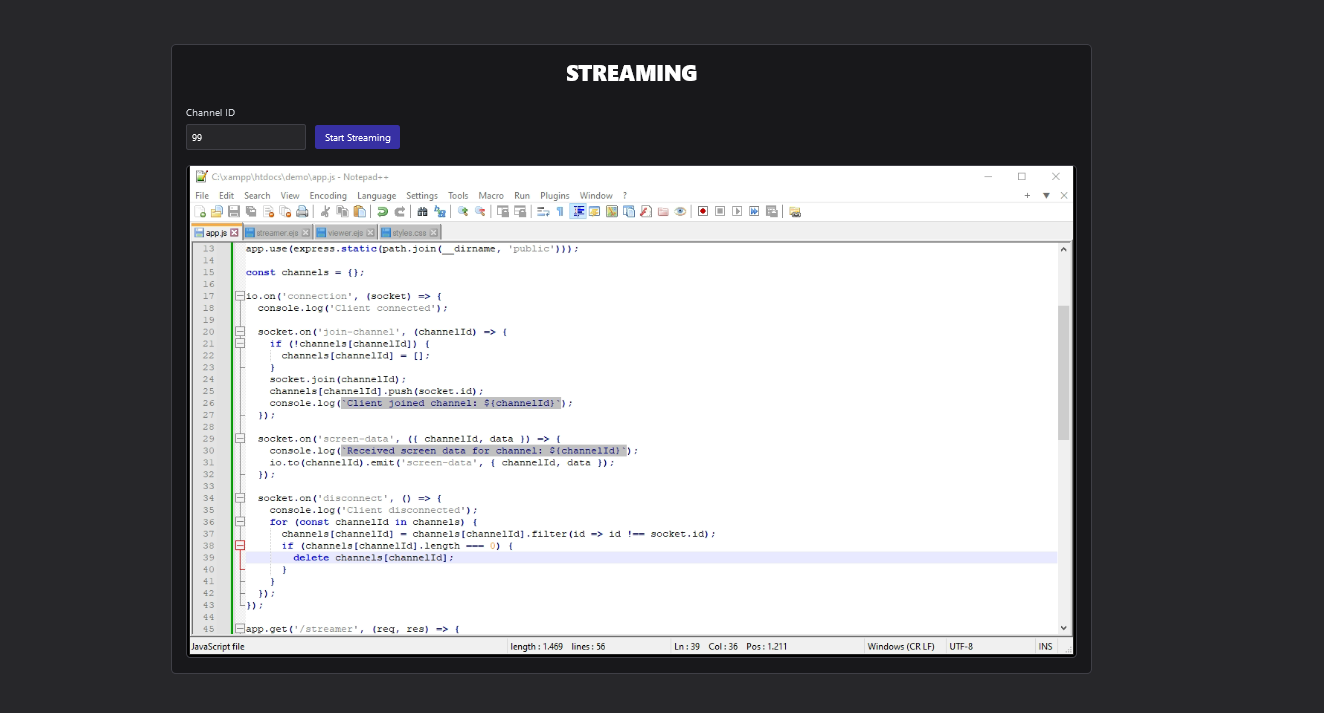 STREAMING
Channel ID
99
Start Streaming
C:\xampp\htdocs\demo\app.js - Notepad++
File Edit Search View Encoding Language Settings Tools Macro Run Plugins Window ?
app.js streamer.ejs viewer.ejs styles.css
13 app.use(express.static(path.join(__dirname, 'public')));
14
15 const channels = {};
16
17 io.on('connection', (socket) => {
18 console.log('Client connected');
19
20 socket.on('join-channel', (channelId) => {
21 if (!channels[channelId]) {
22 channels[channelId] = [];
23 }
24 socket.join(channelId);
25 channels[channelId].push(socket.id);
26 console.log(`Client joined channel: ${channelId}`);
27 });
28
29 socket.on('screen-data', ({ channelId, data }) => {
30 console.log(`Received screen data for channel: ${channelId}`);
31 io.to(channelId).emit('screen-data', { channelId, data });
32 });
33
34 socket.on('disconnect', () => {
35 console.log('Client disconnected');
36 for (const channelId in channels) {
37 channels[channelId] = channels[channelId].filter(id => id !== socket.id);
38 if (channels[channelId].length === 0) {
39 delete channels[channelId];
40 }
41 }
42 });
43 });
44
45 app.get('/streamer', (req, res) => {
JavaScript file length : 1.469 lines : 56 Ln : 39 Col : 36 Pos : 1.211 Windows (CR LF) UTF-8 INS